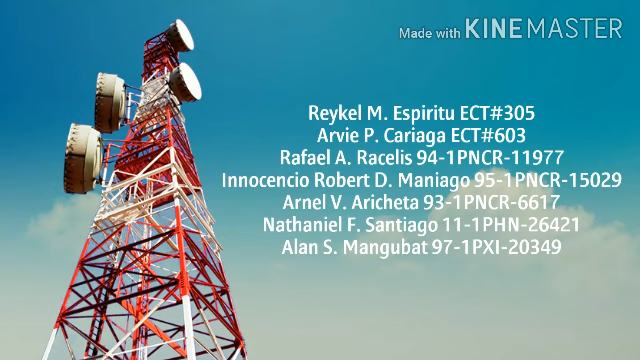 Made with KINEMASTER
Reykel M. Espiritu ECT#305
Arvie P. Cariaga ECT#603
Rafael A. Racelis 94-1PNCR-11977
Innocencio Robert D. Maniago 95-1PNCR-15029
Arnel V. Aricheta 93-1PNCR-6617
Nathaniel F. Santiago 11-1PHN-26421
Alan S. Mangubat 97-1PXI-20349